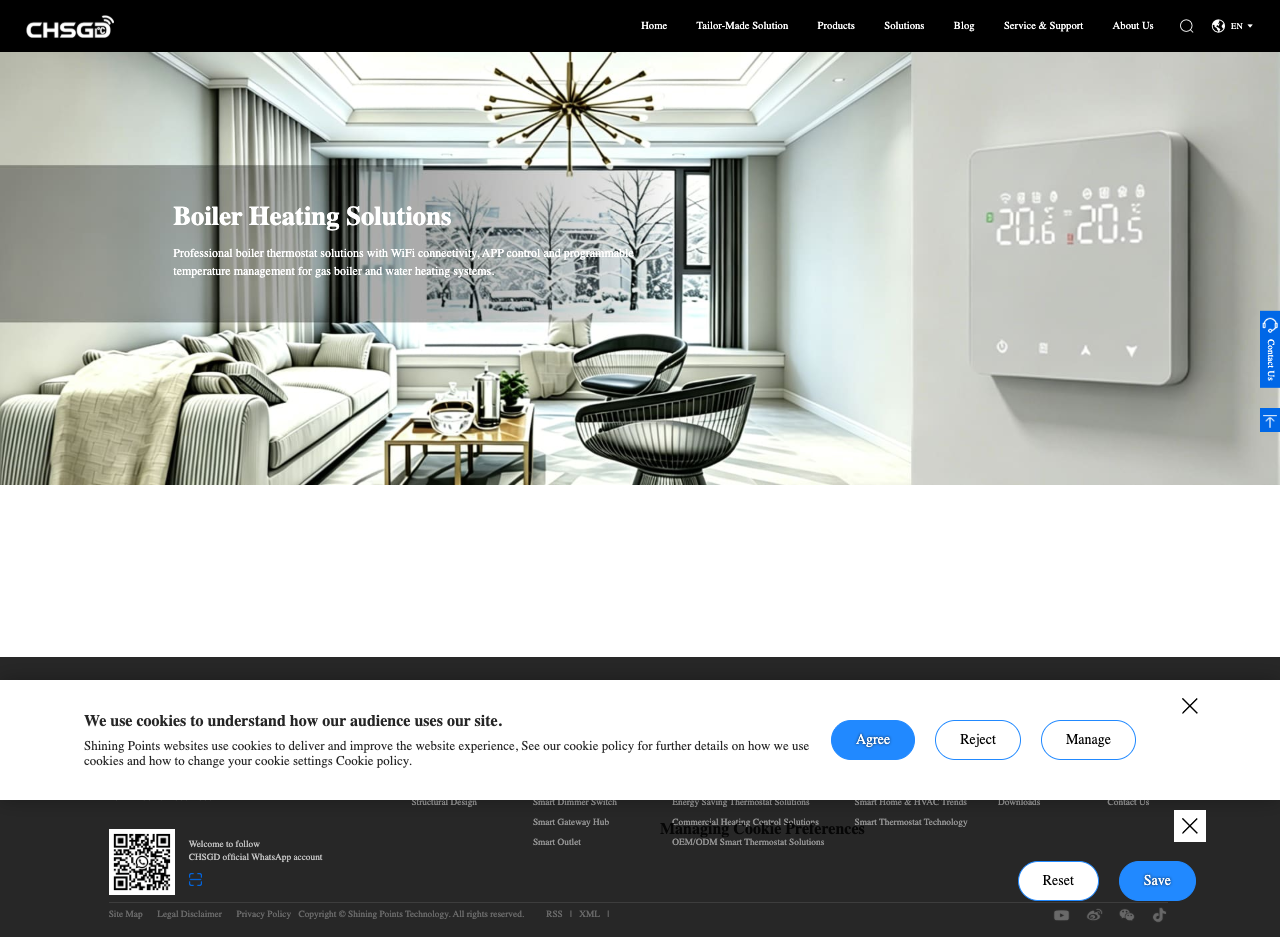 CHSGD
Home
Tailor-Made Solution
Products
Solutions
Blog
Service & Support
About Us
EN
20.6
20.5
Boiler Heating Solutions
Professional boiler thermostat solutions with WiFi connectivity, APP control and programmable
temperature management for gas boiler and water heating systems.
Contact Us
We use cookies to understand how our audience uses our site.
Shining Points websites use cookies to deliver and improve the website experience, See our cookie policy for further details on how we use
cookies and how to change your cookie settings Cookie policy.
Agree
Reject
Manage
Structural Design
Smart Dimmer Switch
Energy Saving Thermostat Solutions
Smart Home & HVAC Trends
Downloads
Contact Us
Smart Gateway Hub
Commercial Heating Control Solutions
Smart Thermostat Technology
Managing Cookie Preferences
Smart Outlet
OEM/ODM Smart Thermostat Solutions
Welcome to follow
CHSGD official WhatsApp account
Reset
Save
Site Map
Legal Disclaimer
Privacy Policy
Copyright © Shining Points Technology. All rights reserved.
RSS |
XML |